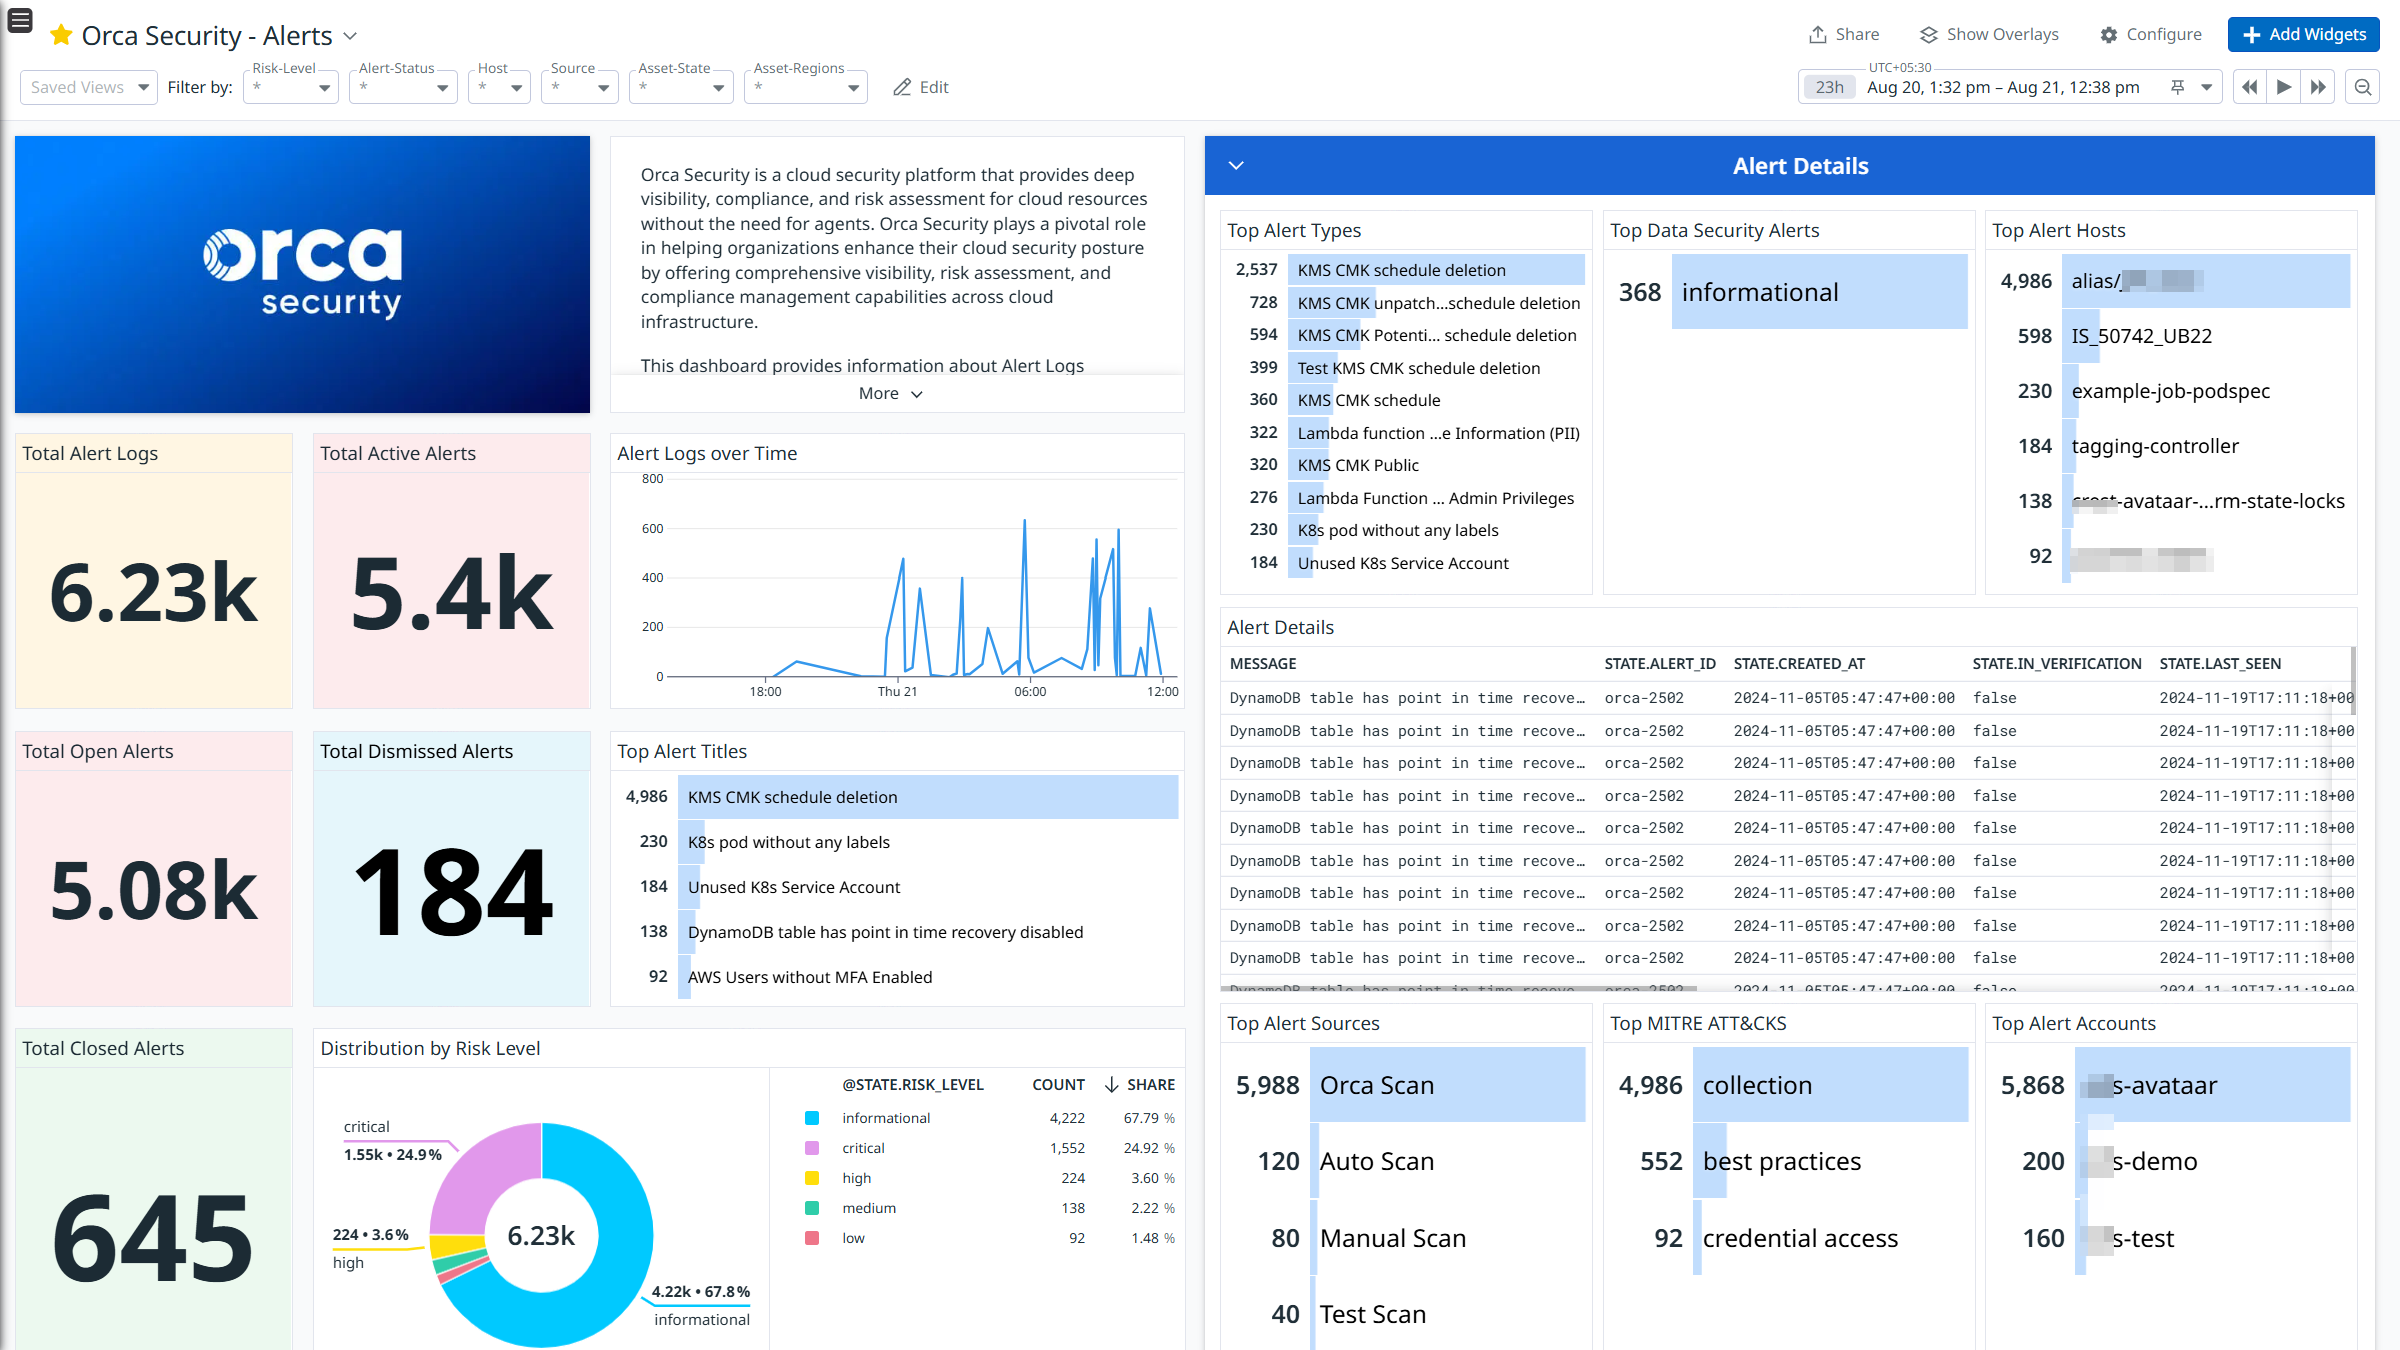 Orca Security - Alerts
Share
Show Overlays
Configure
Add Widgets
Saved Views
Filter by:
Risk-Level
*
Alert-Status
*
Host
*
Source
*
Asset-State
*
Asset-Regions
*
Edit
UTC+05:30
23h
Aug 20, 1:32 pm – Aug 21, 12:38 pm
orca
security
Orca Security is a cloud security platform that provides deep
visibility, compliance, and risk assessment for cloud resources
without the need for agents. Orca Security plays a pivotal role
in helping organizations enhance their cloud security posture
by offering comprehensive visibility, risk assessment, and
compliance management capabilities across cloud
infrastructure.
This dashboard provides information about Alert Logs
More
Total Alert Logs
6.23k
Total Active Alerts
5.4k
Alert Logs over Time
800
600
400
200
0
18:00
Thu 21
06:00
12:00
Total Open Alerts
5.08k
Total Dismissed Alerts
184
Top Alert Titles
4,986 KMS CMK schedule deletion
230 K8s pod without any labels
184 Unused K8s Service Account
138 DynamoDB table has point in time recovery disabled
92 AWS Users without MFA Enabled
Total Closed Alerts
645
Distribution by Risk Level
critical
1.55k • 24.9%
224 • 3.6%
high
6.23k
4.22k • 67.8%
informational
@STATE.RISK_LEVEL COUNT SHARE
informational 4,222 67.79 %
critical 1,552 24.92 %
high 224 3.60 %
medium 138 2.22 %
low 92 1.48 %
Alert Details
Top Alert Types
2,537 KMS CMK schedule deletion
728 KMS CMK unpatch...schedule deletion
594 KMS CMK Potenti... schedule deletion
399 Test KMS CMK schedule deletion
360 KMS CMK schedule
322 Lambda function ...e Information (PII)
320 KMS CMK Public
276 Lambda Function ... Admin Privileges
230 K8s pod without any labels
184 Unused K8s Service Account
Top Data Security Alerts
368 informational
Top Alert Hosts
4,986 alias/
598 IS_50742_UB22
230 example-job-podspec
184 tagging-controller
138 -avataar-...rm-state-locks
92
Alert Details
MESSAGE STATE.ALERT_ID STATE.CREATED_AT STATE.IN_VERIFICATION STATE.LAST_SEEN
DynamoDB table has point in time recove… orca-2502 2024-11-05T05:47:47+00:00 false 2024-11-19T17:11:18+00
DynamoDB table has point in time recove… orca-2502 2024-11-05T05:47:47+00:00 false 2024-11-19T17:11:18+00
DynamoDB table has point in time recove… orca-2502 2024-11-05T05:47:47+00:00 false 2024-11-19T17:11:18+00
DynamoDB table has point in time recove… orca-2502 2024-11-05T05:47:47+00:00 false 2024-11-19T17:11:18+00
DynamoDB table has point in time recove… orca-2502 2024-11-05T05:47:47+00:00 false 2024-11-19T17:11:18+00
DynamoDB table has point in time recove… orca-2502 2024-11-05T05:47:47+00:00 false 2024-11-19T17:11:18+00
DynamoDB table has point in time recove… orca-2502 2024-11-05T05:47:47+00:00 false 2024-11-19T17:11:18+00
DynamoDB table has point in time recove… orca-2502 2024-11-05T05:47:47+00:00 false 2024-11-19T17:11:18+00
DynamoDB table has point in time recove… orca-2502 2024-11-05T05:47:47+00:00 false 2024-11-19T17:11:18+00
Top Alert Sources
5,988 Orca Scan
120 Auto Scan
80 Manual Scan
40 Test Scan
Top MITRE ATT&CKS
4,986 collection
552 best practices
92 credential access
Top Alert Accounts
5,868 s-avataar
200 s-demo
160 s-test